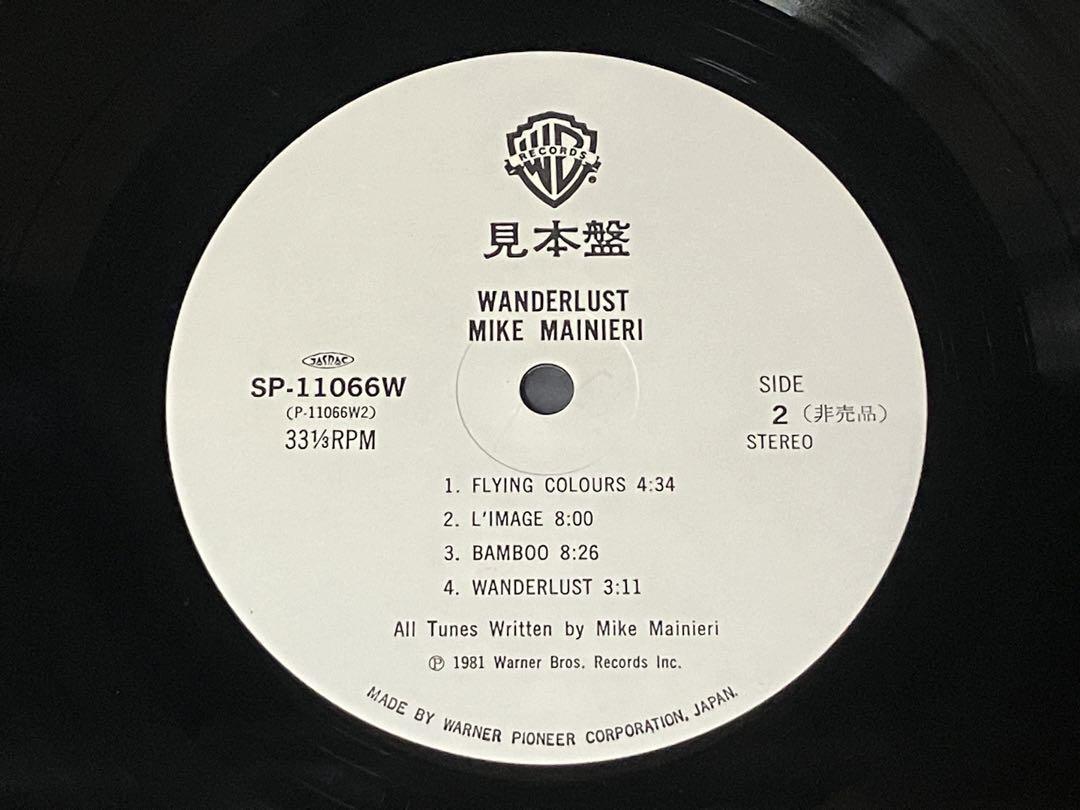 WB
RECORDS
見本盤
WANDERLUST
MIKE MAINIERI
JASRAC
SP-11066W
(P-11066W2)
33⅓RPM
SIDE
2 (非売品)
STEREO
1. FLYING COLOURS 4:34
2. L'IMAGE 8:00
3. BAMBOO 8:26
4. WANDERLUST 3:11
All Tunes Written by Mike Mainieri
℗ 1981 Warner Bros. Records Inc.
MADE BY WARNER PIONEER CORPORATION, JAPAN.